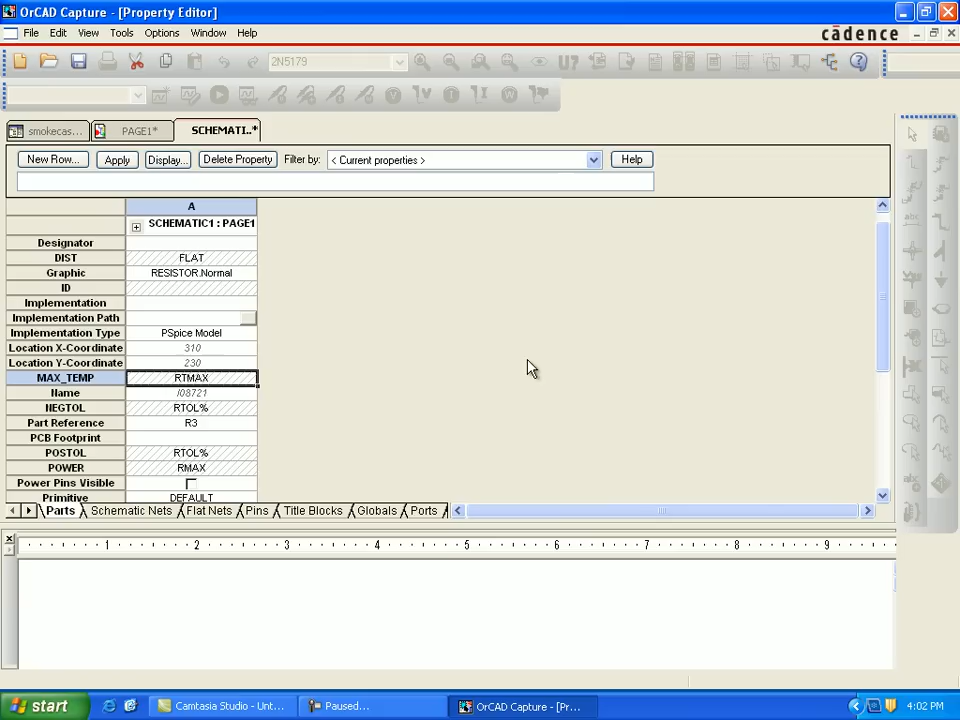 OrCAD Capture - [Property Editor]
File Edit View Tools Options Window Help
cādence
2N5179
smokecas... PAGE1* SCHEMATI..*
New Row... Apply Display... Delete Property Filter by: < Current properties > Help
A
SCHEMATIC1 : PAGE1
Designator
DIST FLAT
Graphic RESISTOR.Normal
ID
Implementation
Implementation Path
Implementation Type PSpice Model
Location X-Coordinate 310
Location Y-Coordinate 230
MAX_TEMP RTMAX
Name I08721
NEGTOL RTOL%
Part Reference R3
PCB Footprint
POSTOL RTOL%
POWER RMAX
Power Pins Visible
Primitive DEFAULT
Parts Schematic Nets Flat Nets Pins Title Blocks Globals Ports
1 2 3 4 5 6 7 8 9
start Camtasia Studio - Unt... Paused... OrCAD Capture - [Pr... 4:02 PM